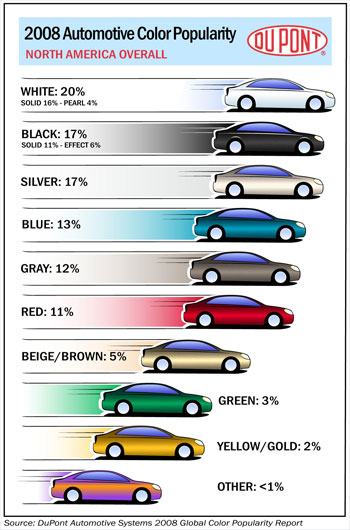 2008 Automotive Color Popularity
NORTH AMERICA OVERALL
DU PONT®
WHITE: 20%
SOLID 16% - PEARL 4%
BLACK: 17%
SOLID 11% - EFFECT 6%
SILVER: 17%
BLUE: 13%
GRAY: 12%
RED: 11%
BEIGE/BROWN: 5%
GREEN: 3%
YELLOW/GOLD: 2%
OTHER: <1%
Source: DuPont Automotive Systems 2008 Global Color Popularity Report